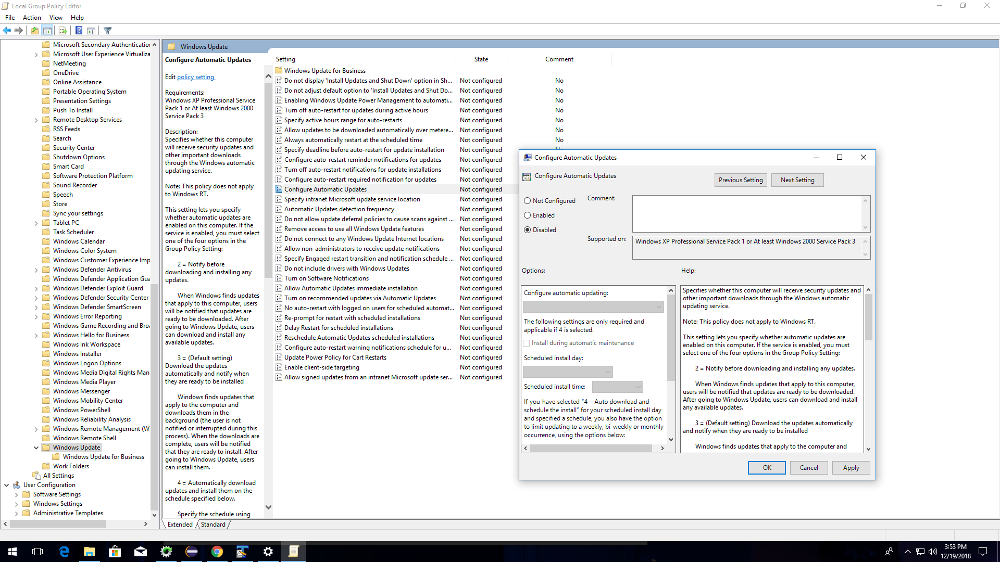 Local Group Policy Editor
File Action View Help
Microsoft Secondary Authentication
Microsoft User Experience Virtualiza
NetMeeting
OneDrive
Online Assistance
Portable Operating System
Presentation Settings
Push To Install
Remote Desktop Services
RSS Feeds
Search
Security Center
Shutdown Options
Smart Card
Software Protection Platform
Sound Recorder
Speech
Store
Sync your settings
Tablet PC
Task Scheduler
Windows Calendar
Windows Color System
Windows Customer Experience Imp
Windows Defender Antivirus
Windows Defender Application Gua
Windows Defender Exploit Guard
Windows Defender Security Center
Windows Defender SmartScreen
Windows Error Reporting
Windows Game Recording and Broa
Windows Hello for Business
Windows Ink Workspace
Windows Installer
Windows Logon Options
Windows Media Digital Rights Man
Windows Media Player
Windows Messenger
Windows Mobility Center
Windows PowerShell
Windows Reliability Analysis
Windows Remote Management (W
Windows Remote Shell
Windows Update
Windows Update for Business
Work Folders
All Settings
User Configuration
Software Settings
Windows Settings
Administrative Templates
Windows Update
Configure Automatic Updates
Edit policy setting
Requirements:
Windows XP Professional Service
Pack 1 or At least Windows 2000
Service Pack 3
Description:
Specifies whether this computer
will receive security updates and
other important downloads
through the Windows automatic
updating service.
Note: This policy does not apply
to Windows RT.
This setting lets you specify
whether automatic updates are
enabled on this computer. If the
service is enabled, you must select
one of the four options in the
Group Policy Setting:
2 = Notify before
downloading and installing any
updates.
When Windows finds updates
that apply to this computer, users
will be notified that updates are
ready to be downloaded. After
going to Windows Update, users
can download and install any
available updates.
3 = (Default setting)
Download the updates
automatically and notify when
they are ready to be installed
Windows finds updates that
apply to the computer and
downloads them in the
background (the user is not
notified or interrupted during this
process). When the downloads are
complete, users will be notified
that they are ready to install. After
going to Windows Update, users
can install them.
4 = Automatically download
updates and install them on the
schedule specified below.
Specify the schedule using
Extended Standard
Setting State Comment
Windows Update for Business
Do not display 'Install Updates and Shut Down' option in Sh... Not configured No
Do not adjust default option to 'Install Updates and Shut Do... Not configured No
Enabling Windows Update Power Management to automati... Not configured No
Turn off auto-restart for updates during active hours Not configured No
Specify active hours range for auto-restarts Not configured No
Allow updates to be downloaded automatically over metere... Not configured No
Always automatically restart at the scheduled time Not configured No
Specify deadline before auto-restart for update installation Not configured
Configure auto-restart reminder notifications for updates Not configured
Turn off auto-restart notifications for update installations Not configured
Configure auto-restart required notification for updates Not configured
Configure Automatic Updates Not configured
Specify intranet Microsoft update service location Not configured
Automatic Updates detection frequency Not configured
Do not allow update deferral policies to cause scans against ... Not configured
Remove access to use all Windows Update features Not configured
Do not connect to any Windows Update Internet locations Not configured
Allow non-administrators to receive update notifications Not configured
Specify Engaged restart transition and notification schedule ... Not configured
Do not include drivers with Windows Updates Not configured
Turn on Software Notifications Not configured
Allow Automatic Updates immediate installation Not configured
Turn on recommended updates via Automatic Updates Not configured
No auto-restart with logged on users for scheduled automat... Not configured
Re-prompt for restart with scheduled installations Not configured
Delay Restart for scheduled installations Not configured
Reschedule Automatic Updates scheduled installations Not configured
Configure auto-restart warning notifications schedule for u... Not configured
Update Power Policy for Cart Restarts Not configured
Enable client-side targeting Not configured
Allow signed updates from an intranet Microsoft update ser... Not configured
Configure Automatic Updates
Configure Automatic Updates
Previous Setting Next Setting
Not Configured
Enabled
Disabled
Comment:
Supported on: Windows XP Professional Service Pack 1 or At least Windows 2000 Service Pack 3
Options:
Configure automatic updating:
The following settings are only required and
applicable if 4 is selected.
Install during automatic maintenance
Scheduled install day:
Scheduled install time:
If you have selected “4 – Auto download and
schedule the install” for your scheduled install day
and specified a schedule, you also have the option
to limit updating to a weekly, bi-weekly or monthly
occurrence, using the options below:
Help:
Specifies whether this computer will receive security updates and
other important downloads through the Windows automatic
updating service.
Note: This policy does not apply to Windows RT.
This setting lets you specify whether automatic updates are
enabled on this computer. If the service is enabled, you must
select one of the four options in the Group Policy Setting:
2 = Notify before downloading and installing any updates.
When Windows finds updates that apply to this computer,
users will be notified that updates are ready to be downloaded.
After going to Windows Update, users can download and install
any available updates.
3 = (Default setting) Download the updates automatically
and notify when they are ready to be installed
Windows finds updates that apply to the computer and
OK Cancel Apply
3:53 PM
12/19/2018